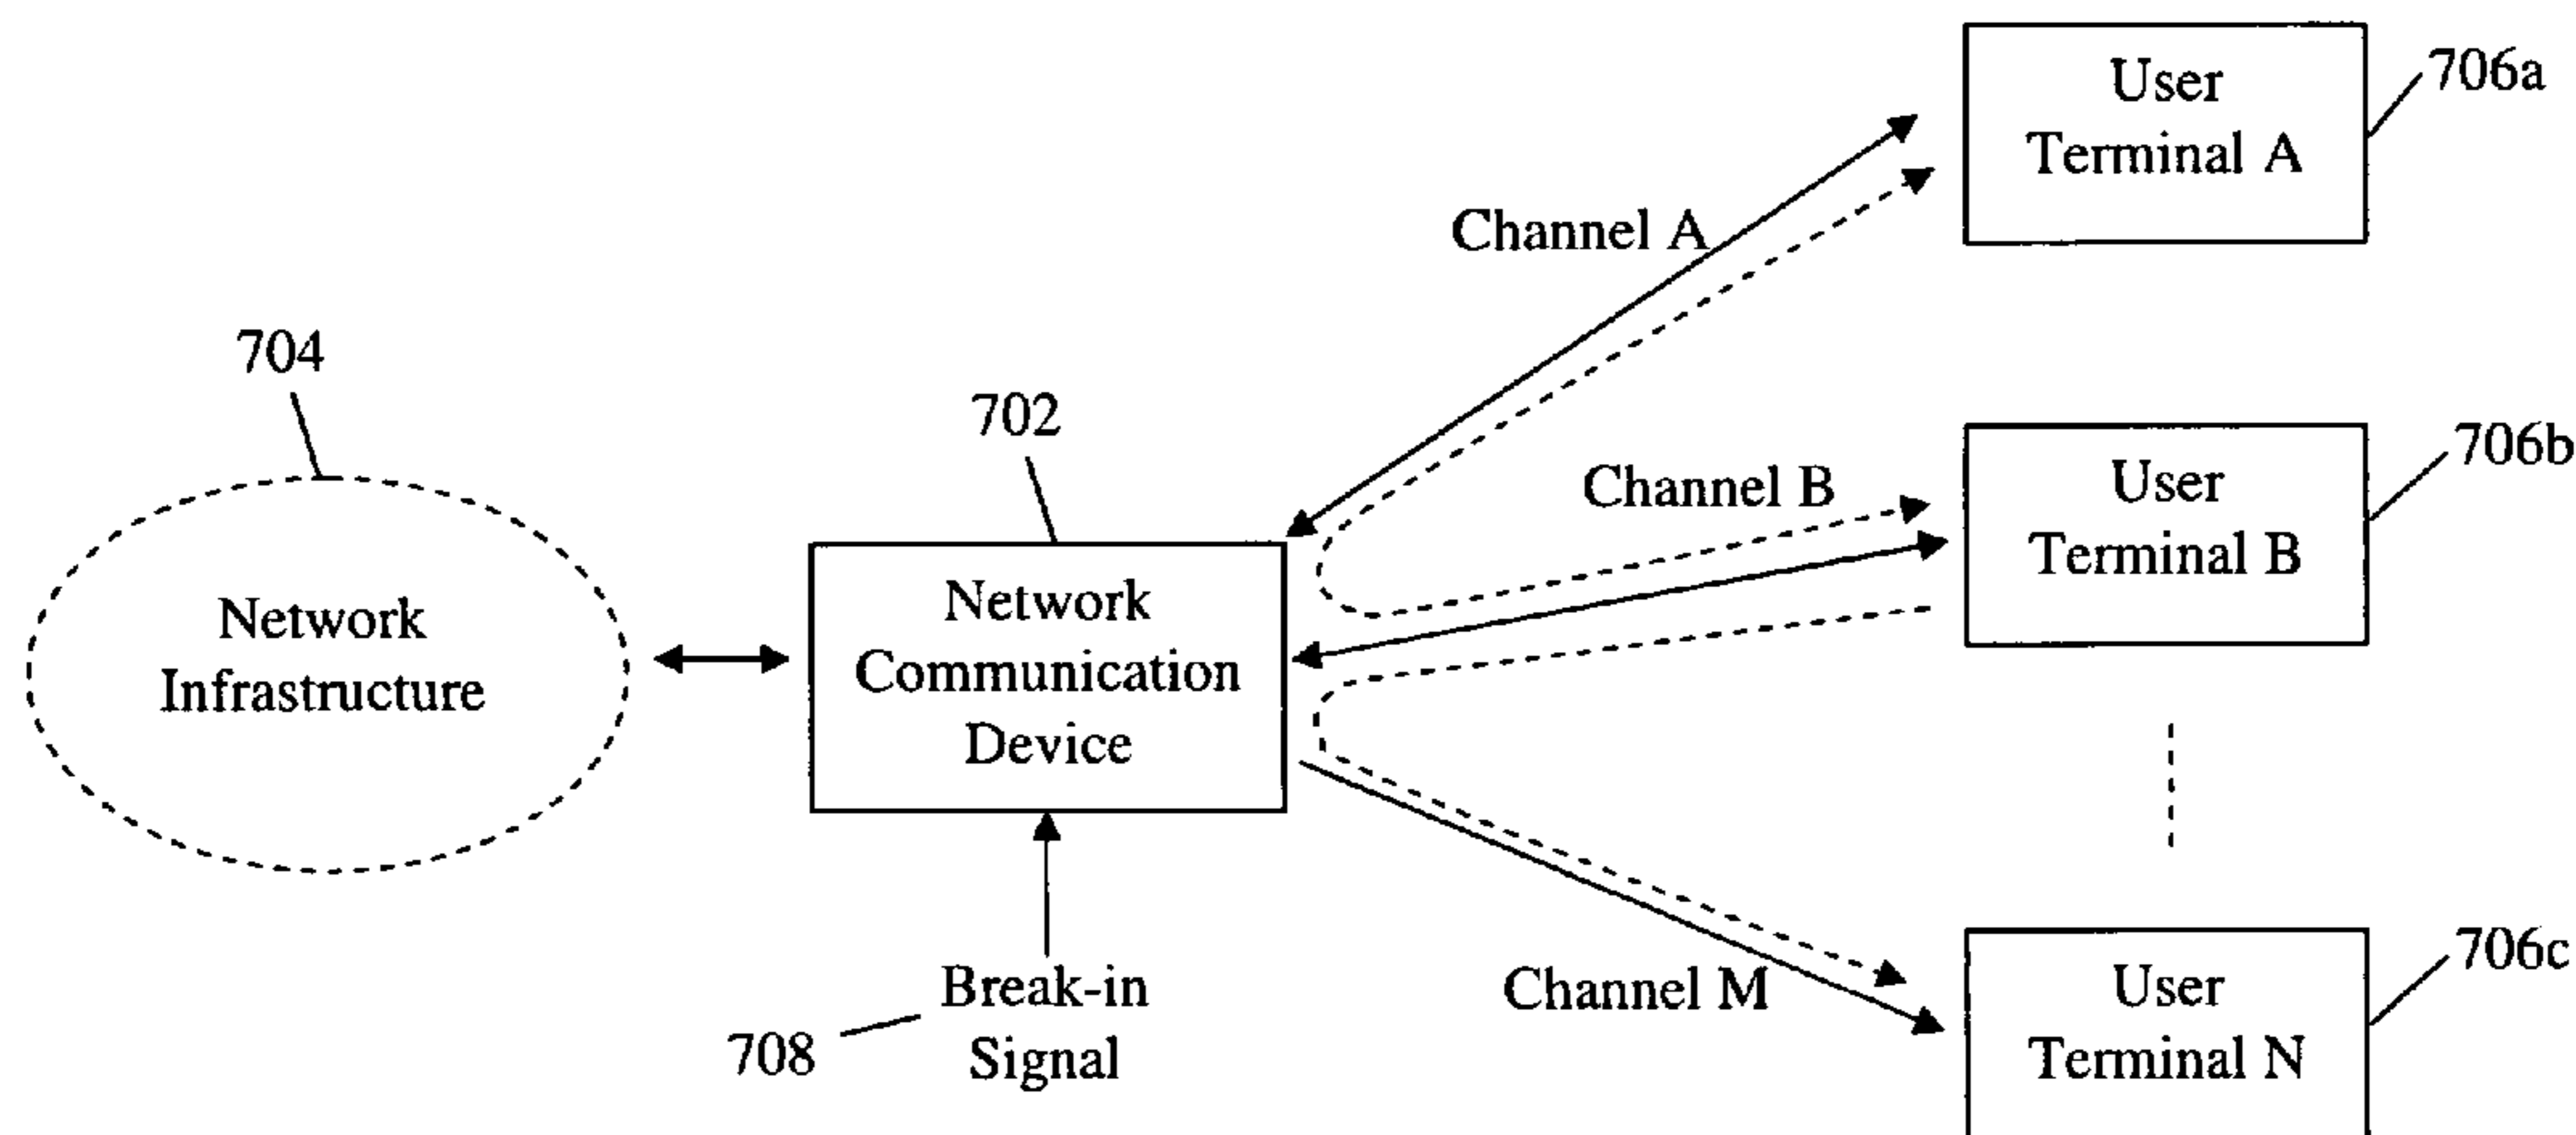 User
Terminal A
706a
Channel A
704
702
Channel B
User
Terminal B
706b
Network
Infrastructure
Network
Communication
Device
Channel M
User
Terminal N
706c
Break-in
Signal
708